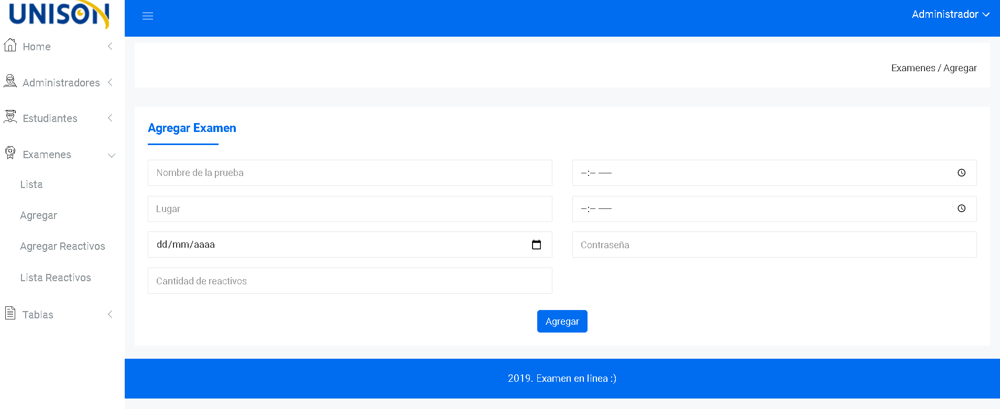 UNISON
Administrador
Home
Administradores
Estudiantes
Examenes
Lista
Agregar
Agregar Reactivos
Lista Reactivos
Tablas
Examenes / Agregar
Agregar Examen
Nombre de la prueba
--:-- ----
Lugar
--:-- ----
dd/mm/aaaa
Contraseña
Cantidad de reactivos
Agregar
2019. Examen en linea :)